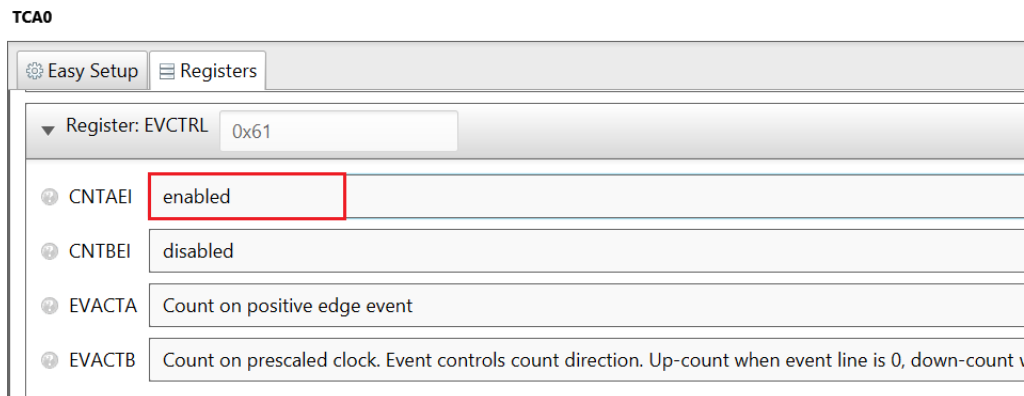 TCA0
Easy Setup Registers
Register: EVCTRL 0x61
CNTAEI enabled
CNTBEI disabled
EVACTA Count on positive edge event
EVACTB Count on prescaled clock. Event controls count direction. Up-count when event line is 0, down-count